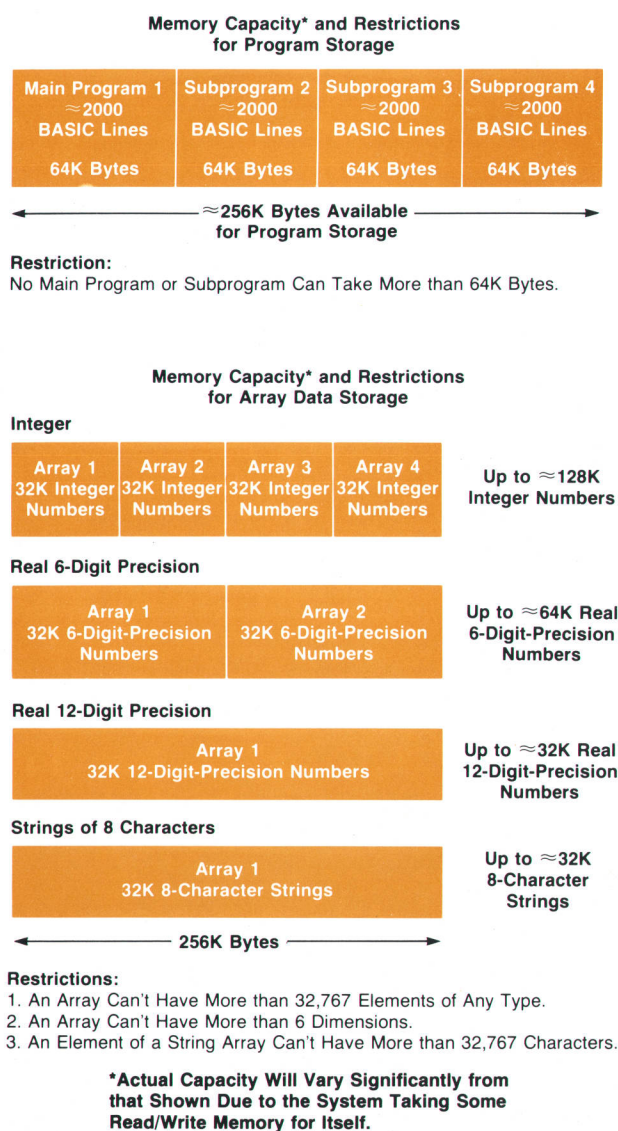 Memory Capacity* and Restrictions
for Program Storage
Main Program 1
≈2000
BASIC Lines
64K Bytes
Subprogram 2
≈2000
BASIC Lines
64K Bytes
Subprogram 3
≈2000
BASIC Lines
64K Bytes
Subprogram 4
≈2000
BASIC Lines
64K Bytes
≈256K Bytes Available
for Program Storage
Restriction:
No Main Program or Subprogram Can Take More than 64K Bytes.
Memory Capacity* and Restrictions
for Array Data Storage
Integer
Array 1
32K Integer
Numbers
Array 2
32K Integer
Numbers
Array 3
32K Integer
Numbers
Array 4
32K Integer
Numbers
Up to ≈128K
Integer Numbers
Real 6-Digit Precision
Array 1
32K 6-Digit-Precision
Numbers
Array 2
32K 6-Digit-Precision
Numbers
Up to ≈64K Real
6-Digit-Precision
Numbers
Real 12-Digit Precision
Array 1
32K 12-Digit-Precision Numbers
Up to ≈32K Real
12-Digit-Precision
Numbers
Strings of 8 Characters
Array 1
32K 8-Character Strings
Up to ≈32K
8-Character
Strings
256K Bytes
Restrictions:
1. An Array Can't Have More than 32,767 Elements of Any Type.
2. An Array Can't Have More than 6 Dimensions.
3. An Element of a String Array Can't Have More than 32,767 Characters.
*Actual Capacity Will Vary Significantly from
that Shown Due to the System Taking Some
Read/Write Memory for Itself.